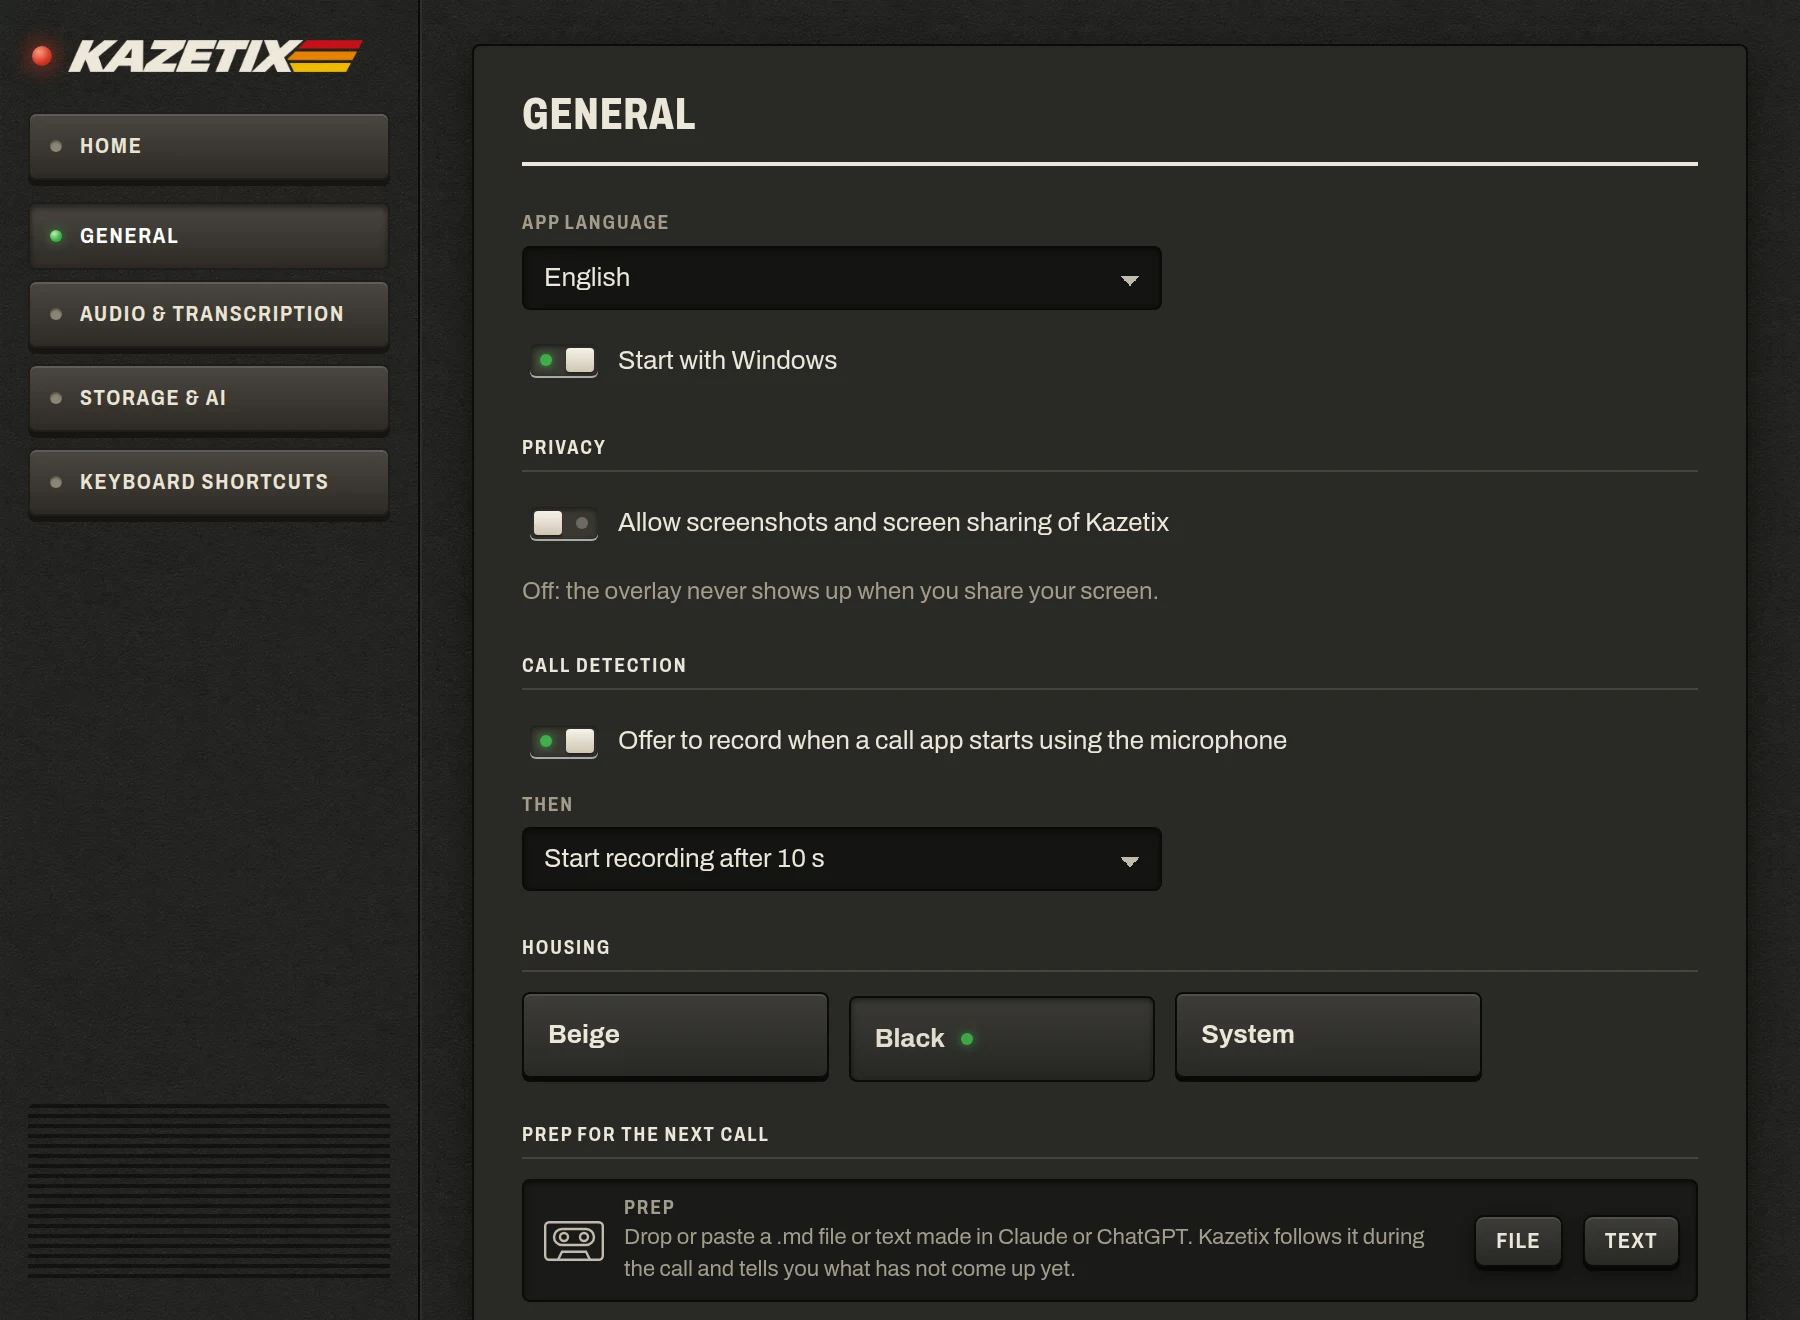 KAZETIX
HOME
GENERAL
AUDIO & TRANSCRIPTION
STORAGE & AI
KEYBOARD SHORTCUTS
GENERAL
APP LANGUAGE
English
Start with Windows
PRIVACY
Allow screenshots and screen sharing of Kazetix
Off: the overlay never shows up when you share your screen.
CALL DETECTION
Offer to record when a call app starts using the microphone
THEN
Start recording after 10 s
HOUSING
Beige
Black
System
PREP FOR THE NEXT CALL
PREP
Drop or paste a .md file or text made in Claude or ChatGPT. Kazetix follows it during
the call and tells you what has not come up yet.
FILE
TEXT